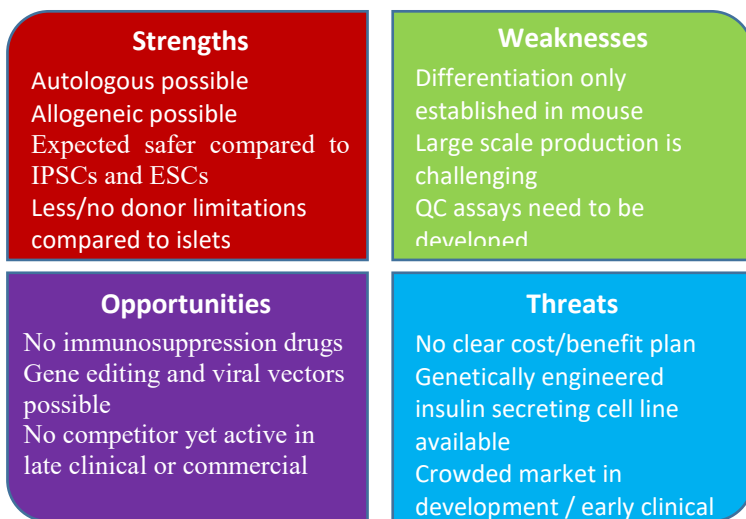 Strengths
Autologous possible
Allogeneic possible
Expected safer compared to
IPSCs and ESCs
Less/no donor limitations
compared to islets
Weaknesses
Differentiation only
established in mouse
Large scale production is
challenging
QC assays need to be
developed
Opportunities
No immunosuppression drugs
Gene editing and viral vectors
possible
No competitor yet active in
late clinical or commercial
Threats
No clear cost/benefit plan
Genetically engineered
insulin secreting cell line
available
Crowded market in
development / early clinical